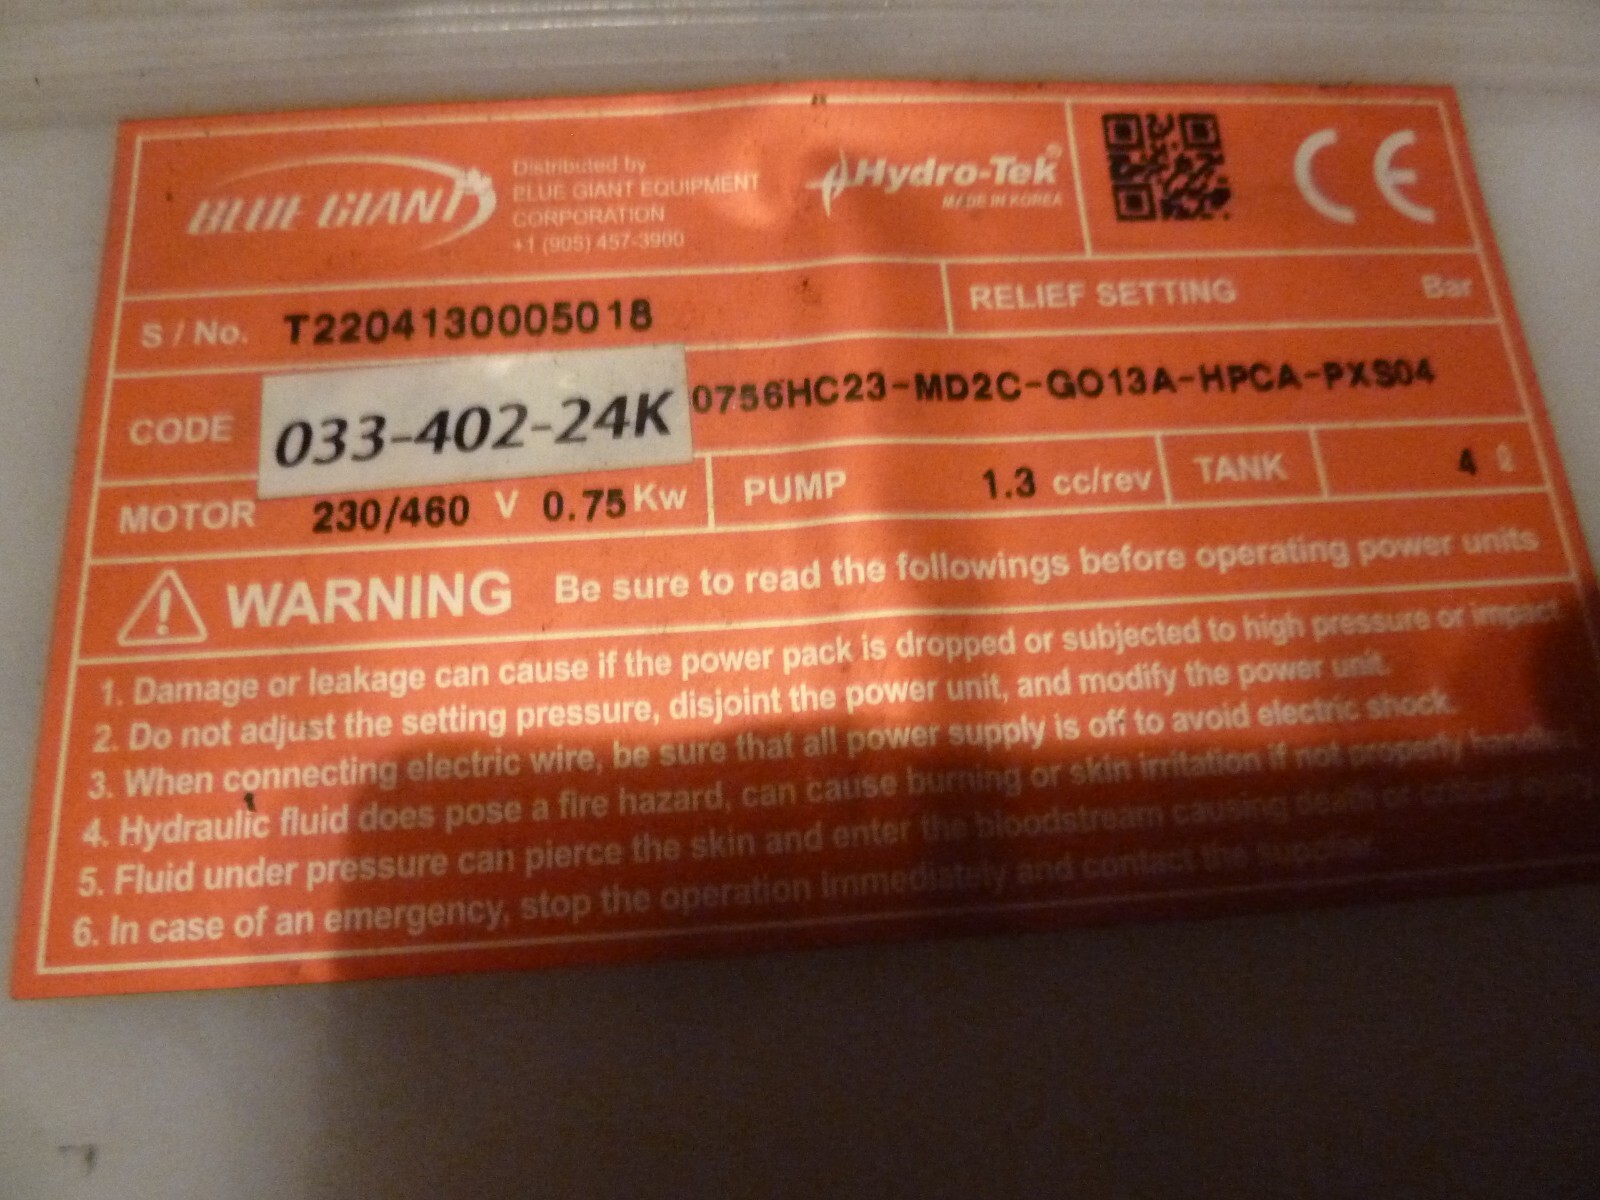 BLUE GIANT
Distributed by
BLUE GIANT EQUIPMENT
CORPORATION
+1 (905) 457-3900
Hydro-Tek®
MADE IN KOREA
CE
S / No. T2204130005018
RELIEF SETTING Bar
CODE 033-402-24K 0756HC23-MD2C-GO13A-HPCA-PXS04
MOTOR 230/460 V 0.75 Kw PUMP 1.3 cc/rev TANK 4 ℓ
WARNING Be sure to read the followings before operating power units
1. Damage or leakage can cause if the power pack is dropped or subjected to high pressure or impact
2. Do not adjust the setting pressure, disjoint the power unit, and modify the power unit.
3. When connecting electric wire, be sure that all power supply is off to avoid electric shock.
4. Hydraulic fluid does pose a fire hazard, can cause burning or skin irritation if not properly handled.
5. Fluid under pressure can pierce the skin and enter the bloodstream causing death or critical injury
6. In case of an emergency, stop the operation immediately and contact the supplier.